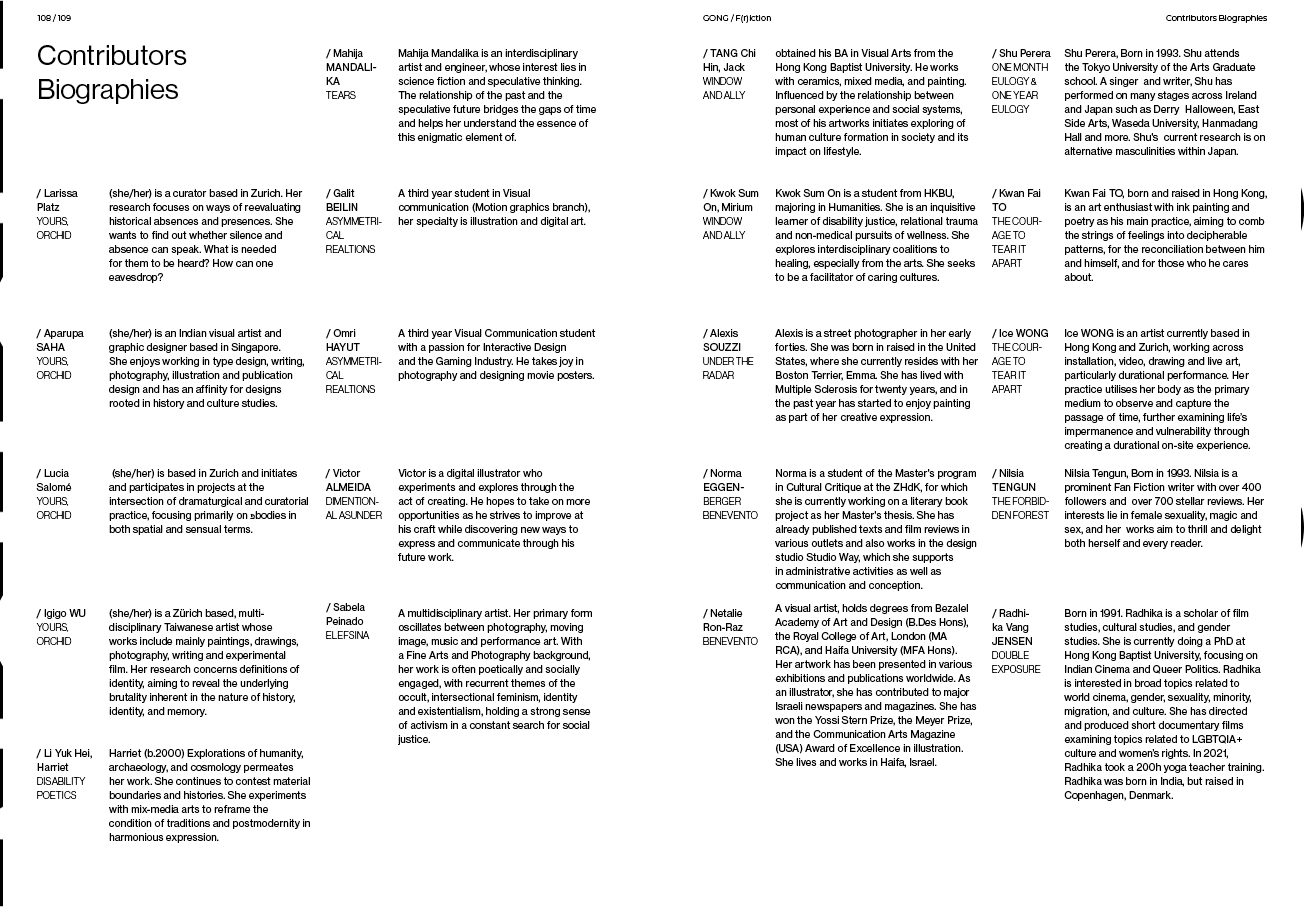 108 / 109
GONG / F(r)iction
Contributors Biographies
Contributors
Biographies
/ Larissa
Platz
YOURS,
ORCHID
(she/her) is a curator based in Zurich. Her
research focuses on ways of reevaluating
historical absences and presences. She
wants to find out whether silence and
absence can speak. What is needed
for them to be heard? How can one
eavesdrop?
/ Aparupa
SAHA
YOURS,
ORCHID
(she/her) is an Indian visual artist and
graphic designer based in Singapore.
She enjoys working in type design, writing,
photography, illustration and publication
design and has an affinity for designs
rooted in history and culture studies.
/ Lucia
Salomé
YOURS,
ORCHID
(she/her) is based in Zurich and initiates
and participates in projects at the
intersection of dramaturgical and curatorial
practice, focusing primarily on ±bodies in
both spatial and sensual terms.
/ Igigo WU
YOURS,
ORCHID
(she/her) is a Zürich based, multi-
disciplinary Taiwanese artist whose
works include mainly paintings, drawings,
photography, writing and experimental
film. Her research concerns definitions of
identity, aiming to reveal the underlying
brutality inherent in the nature of history,
identity, and memory.
/ Li Yuk Hei,
Harriet
DISABILITY
POETICS
Harriet (b.2000) Explorations of humanity,
archaeology, and cosmology permeates
her work. She continues to contest material
boundaries and histories. She experiments
with mix-media arts to reframe the
condition of traditions and postmodernity in
harmonious expression.
/ Mahija
MANDALI-
KA
TEARS
Mahija Mandalika is an interdisciplinary
artist and engineer, whose interest lies in
science fiction and speculative thinking.
The relationship of the past and the
speculative future bridges the gaps of time
and helps her understand the essence of
this enigmatic element of.
/ Galit
BEILIN
ASYMMETRI-
CAL
REALTIONS
A third year student in Visual
communication (Motion graphics branch),
her specialty is illustration and digital art.
/ Omri
HAYUT
ASYMMETRI-
CAL
REALTIONS
A third year Visual Communication student
with a passion for Interactive Design
and the Gaming Industry. He takes joy in
photography and designing movie posters.
/ Victor
ALMEIDA
DIMENTION-
AL ASUNDER
Victor is a digital illustrator who
experiments and explores through the
act of creating. He hopes to take on more
opportunities as he strives to improve at
his craft while discovering new ways to
express and communicate through his
future work.
/ Sabela
Peinado
ELEFSINA
A multidisciplinary artist. Her primary form
oscillates between photography, moving
image, music and performance art. With
a Fine Arts and Photography background,
her work is often poetically and socially
engaged, with recurrent themes of the
occult, intersectional feminism, identity
and existentialism, holding a strong sense
of activism in a constant search for social
justice.
/ TANG Chi
Hin, Jack
WINDOW
AND ALLY
obtained his BA in Visual Arts from the
Hong Kong Baptist University. He works
with ceramics, mixed media, and painting.
Influenced by the relationship between
personal experience and social systems,
most of his artworks initiates exploring of
human culture formation in society and its
impact on lifestyle.
/ Kwok Sum
On, Mirium
WINDOW
AND ALLY
Kwok Sum On is a student from HKBU,
majoring in Humanities. She is an inquisitive
learner of disability justice, relational trauma
and non-medical pursuits of wellness. She
explores interdisciplinary coalitions to
healing, especially from the arts. She seeks
to be a facilitator of caring cultures.
/ Alexis
SOUZZI
UNDER THE
RADAR
Alexis is a street photographer in her early
forties. She was born in raised in the United
States, where she currently resides with her
Boston Terrier, Emma. She has lived with
Multiple Sclerosis for twenty years, and in
the past year has started to enjoy painting
as part of her creative expression.
/ Norma
EGGEN-
BERGER
BENEVENTO
Norma is a student of the Master's program
in Cultural Critique at the ZHdK, for which
she is currently working on a literary book
project as her Master's thesis. She has
already published texts and film reviews in
various outlets and also works in the design
studio Studio Way, which she supports
in administrative activities as well as
communication and conception.
/ Netalie
Ron-Raz
BENEVENTO
A visual artist, holds degrees from Bezalel
Academy of Art and Design (B.Des Hons),
the Royal College of Art, London (MA
RCA), and Haifa University (MFA Hons).
Her artwork has been presented in various
exhibitions and publications worldwide. As
an illustrator, she has contributed to major
Israeli newspapers and magazines. She has
won the Yossi Stern Prize, the Meyer Prize,
and the Communication Arts Magazine
(USA) Award of Excellence in illustration.
She lives and works in Haifa, Israel.
/ Shu Perera
ONE MONTH
EULOGY &
ONE YEAR
EULOGY
Shu Perera, Born in 1993. Shu attends
the Tokyo University of the Arts Graduate
school. A singer and writer, Shu has
performed on many stages across Ireland
and Japan such as Derry Halloween, East
Side Arts, Waseda University, Hanmadang
Hall and more. Shu's current research is on
alternative masculinities within Japan.
/ Kwan Fai
TO
THE COUR-
AGE TO
TEAR IT
APART
Kwan Fai TO, born and raised in Hong Kong,
is an art enthusiast with ink painting and
poetry as his main practice, aiming to comb
the strings of feelings into decipherable
patterns, for the reconciliation between him
and himself, and for those who he cares
about.
/ Ice WONG
THE COUR-
AGE TO
TEAR IT
APART
Ice WONG is an artist currently based in
Hong Kong and Zurich, working across
installation, video, drawing and live art,
particularly durational performance. Her
practice utilises her body as the primary
medium to observe and capture the
passage of time, further examining life's
impermanence and vulnerability through
creating a durational on-site experience.
/ Nilsia
TENGUN
THE FORBID-
DEN FOREST
Nilsia Tengun, Born in 1993. Nilsia is a
prominent Fan Fiction writer with over 400
followers and over 700 stellar reviews. Her
interests lie in female sexuality, magic and
sex, and her works aim to thrill and delight
both herself and every reader.
/ Radhi-
ka Vang
JENSEN
DOUBLE
EXPOSURE
Born in 1991. Radhika is a scholar of film
studies, cultural studies, and gender
studies. She is currently doing a PhD at
Hong Kong Baptist University, focusing on
Indian Cinema and Queer Politics. Radhika
is interested in broad topics related to
world cinema, gender, sexuality, minority,
migration, and culture. She has directed
and produced short documentary films
examining topics related to LGBTQIA+
culture and women's rights. In 2021,
Radhika took a 200h yoga teacher training.
Radhika was born in India, but raised in
Copenhagen, Denmark.